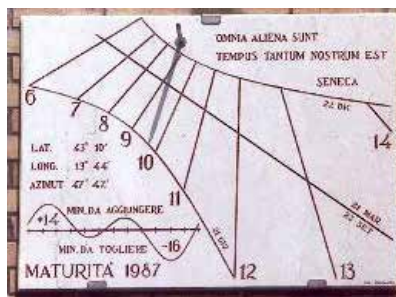 OMNIA ALIENA SUNT
TEMPUS TANTUM NOSTRUM EST
SENECA
22 DIC
6
7
8
9
10
11
12
13
14
LAT. 43° 10'
LONG. 13° 44'
AZIMUT 47° 47'
MIN. DA AGGIUNGERE
+14
MIN. DA TOGLIERE
-16
21 GIU
21 MAR
23 SET
MATURITÀ 1987